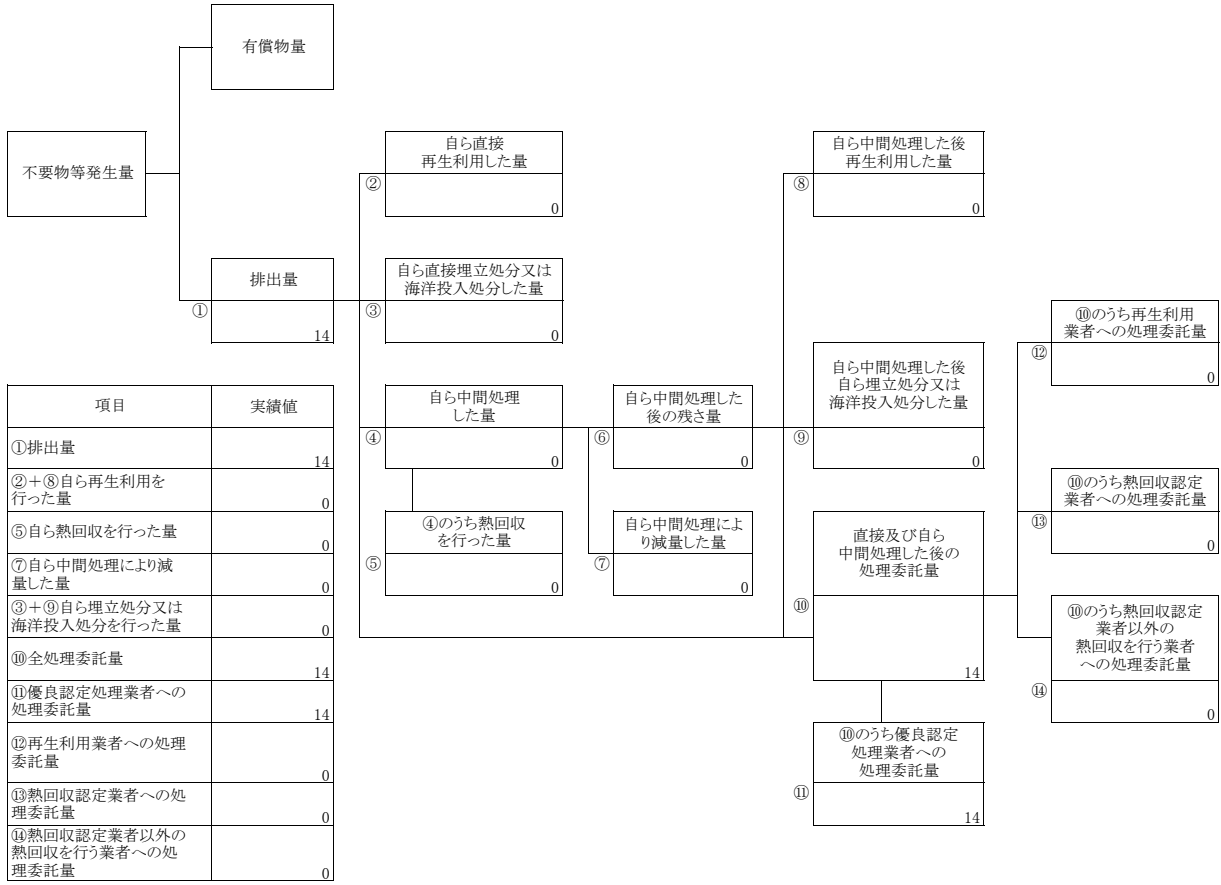 有償物量
不要物等発生量
自ら直接
再生利用した量
②
0
自ら中間処理した後
再生利用した量
⑧
0
排出量
①
14
自ら直接埋立処分又は
海洋投入処分した量
③
0
⑩のうち再生利用
業者への処理委託量
⑫
0
自ら中間処理した後
自ら埋立処分又は
海洋投入処分した量
⑨
0
自ら中間処理
した量
④
0
自ら中間処理した
後の残さ量
⑥
0
⑩のうち熱回収認定
業者への処理委託量
⑬
0
④のうち熱回収
を行った量
⑤
0
自ら中間処理によ
り減量した量
⑦
0
直接及び自ら
中間処理した後の
処理委託量
⑩
14
⑩のうち熱回収認定
業者以外の
熱回収を行う業者
への処理委託量
⑭
0
⑩のうち優良認定
処理業者への
処理委託量
⑪
14
項目 実績値
①排出量
14
②＋⑧自ら再生利用を
行った量
0
⑤自ら熱回収を行った量
0
⑦自ら中間処理により減
量した量
0
③＋⑨自ら埋立処分又は
海洋投入処分を行った量
0
⑩全処理委託量
14
⑪優良認定処理業者への
処理委託量
14
⑫再生利用業者への処理
委託量
0
⑬熱回収認定業者への処
理委託量
0
⑭熱回収認定業者以外の
熱回収を行う業者への処
理委託量
0